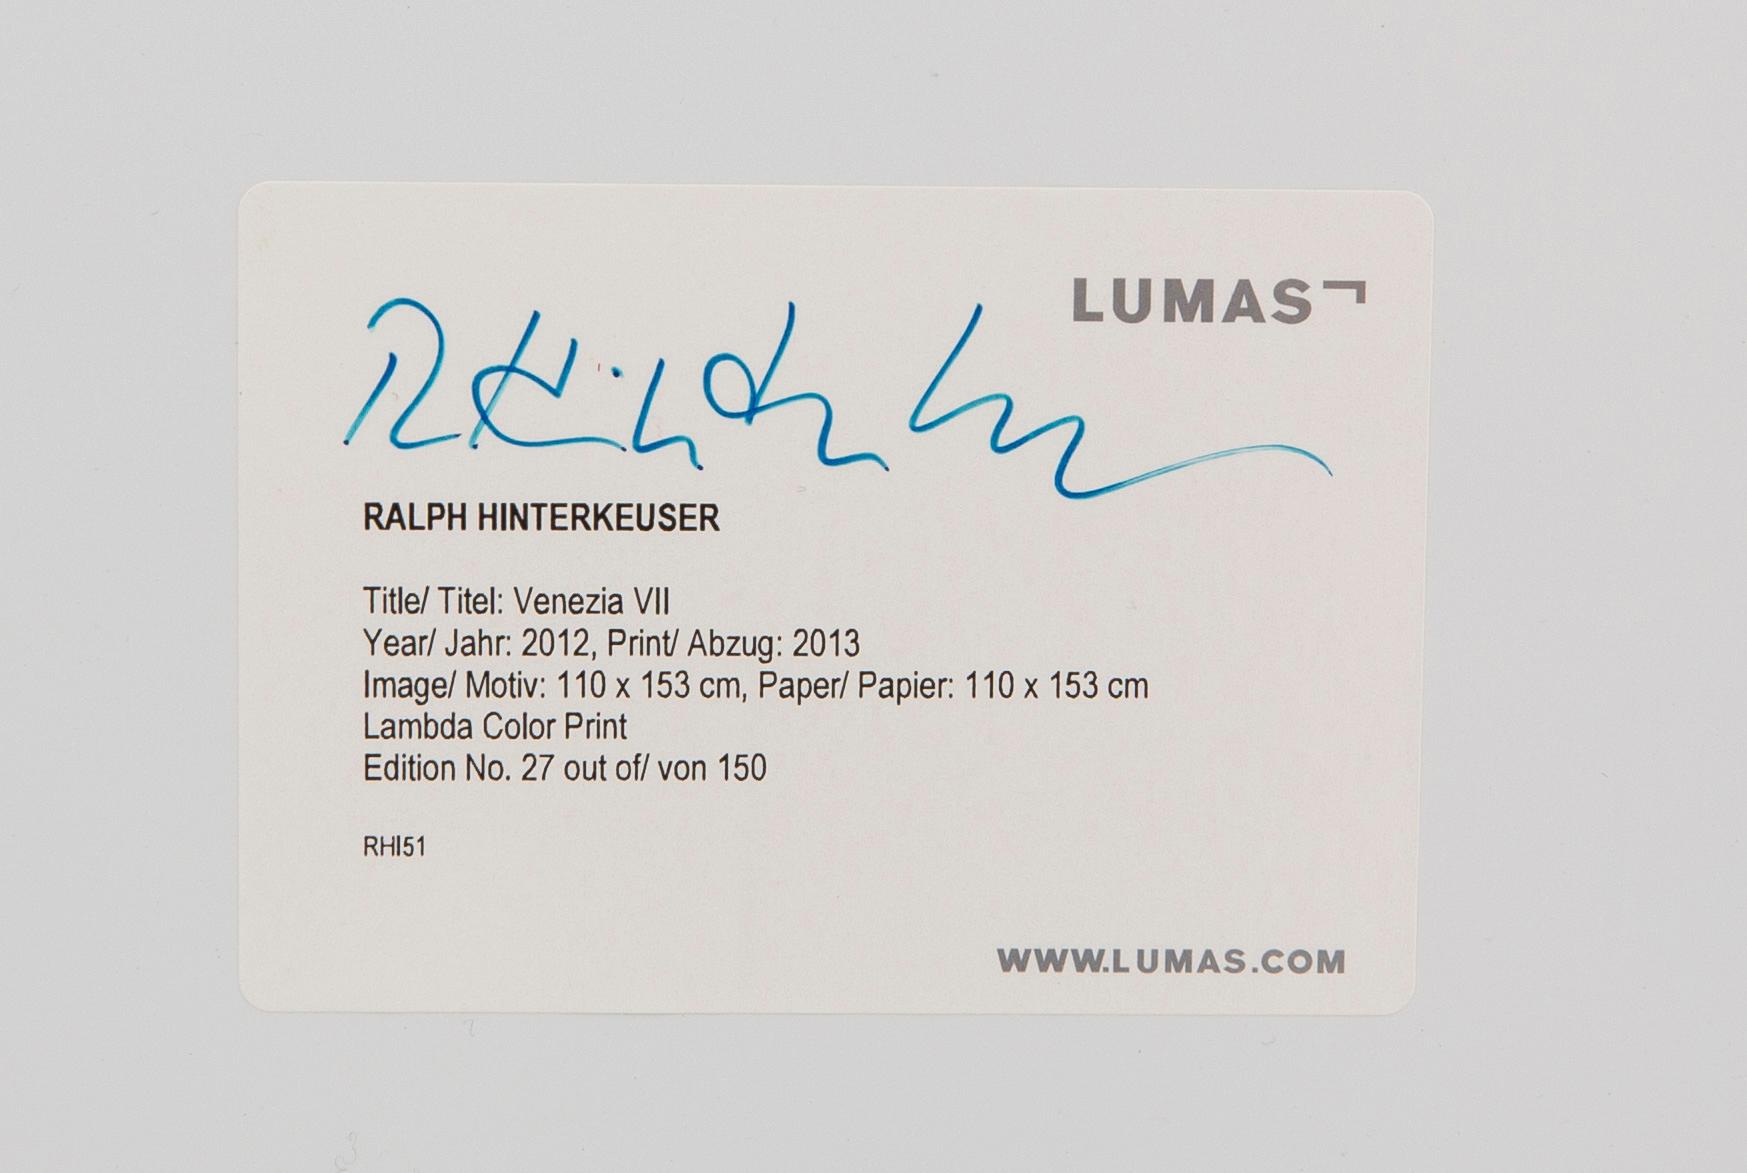 LUMAS
RALPH HINTERKEUSER
Title/ Titel: Venezia VII
Year/ Jahr: 2012, Print/ Abzug: 2013
Image/ Motiv: 110 x 153 cm, Paper/ Papier: 110 x 153 cm
Lambda Color Print
Edition No. 27 out of/ von 150
RHI51
WWW.LUMAS.COM